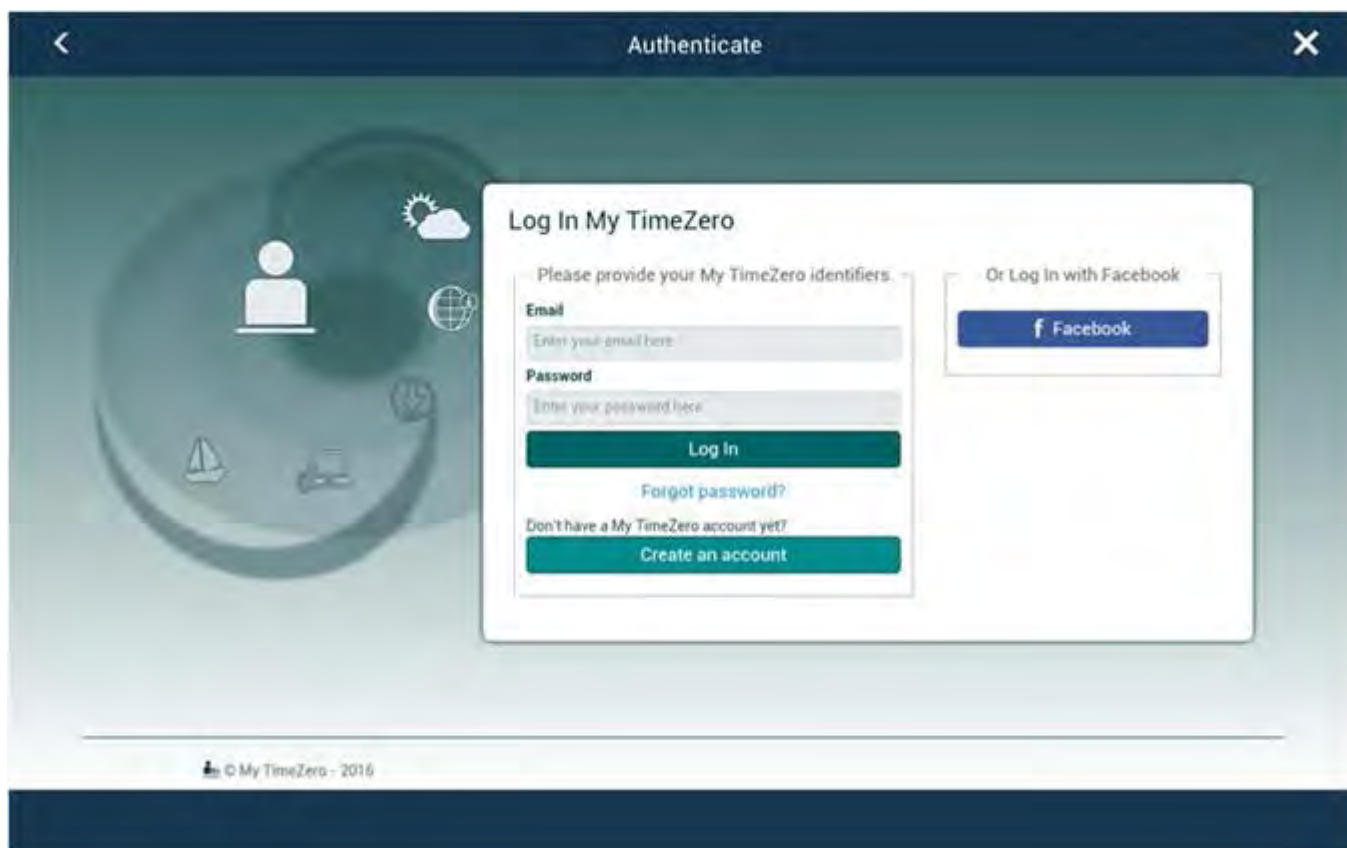 Authenticate
Log In My TimeZero
Please provide your My TimeZero identifiers
Email
Enter your email here
Password
Enter your password here
Log In
Forgot password?
Don't have a My TimeZero account yet?
Create an account
Or Log In with Facebook
f Facebook
© My TimeZero - 2016